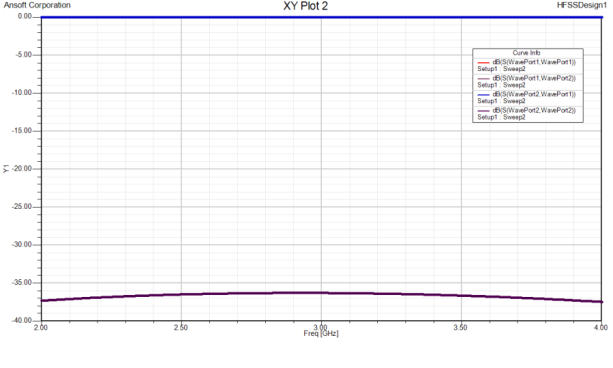 Ansoft Corporation XY Plot 2 HFSSDesign1
0.00
Curve Info
dB(S(WavePort1,WavePort1))
Setup1 : Sweep2
dB(S(WavePort1,WavePort2))
Setup1 : Sweep2
dB(S(WavePort2,WavePort1))
Setup1 : Sweep2
dB(S(WavePort2,WavePort2))
Setup1 : Sweep2
-5.00
-10.00
-15.00
Y1
-20.00
-25.00
-30.00
-35.00
-40.00
2.00 2.50 3.00 3.50 4.00
Freq [GHz]